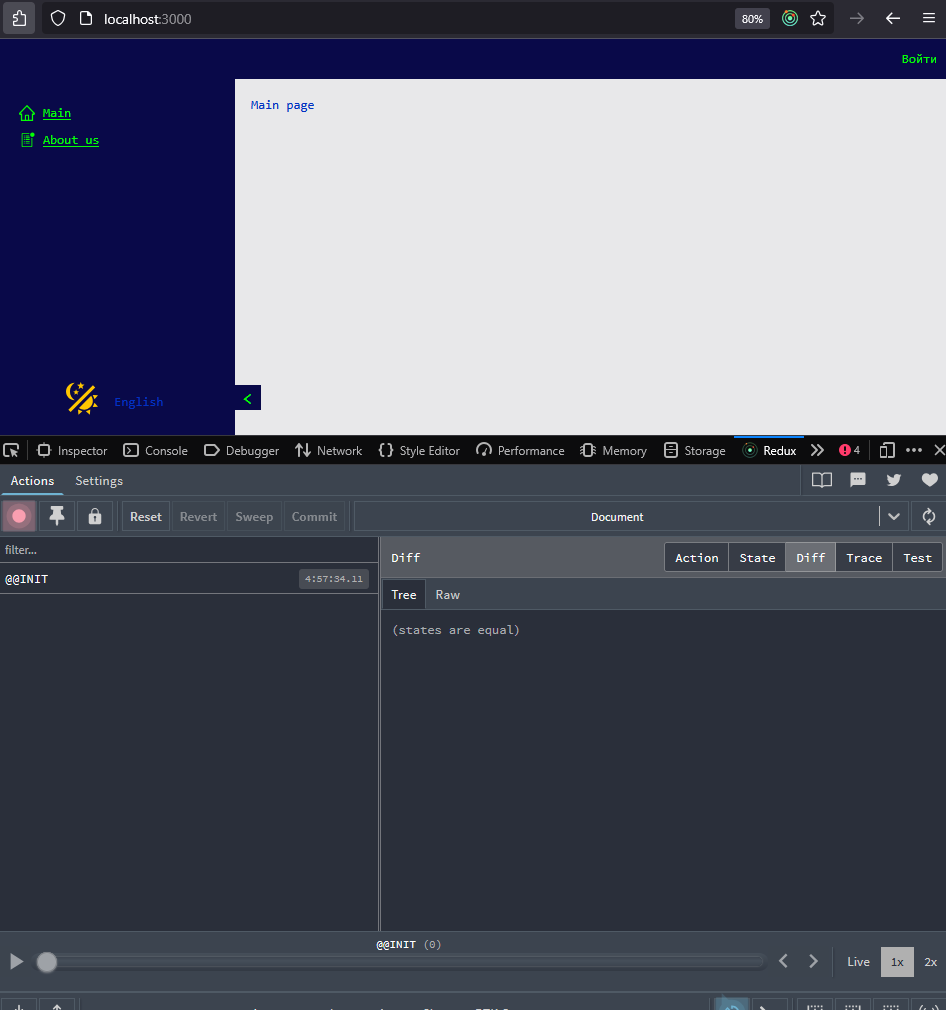 localhost:3000
80%
Войти
Main
About us
Main page
English
<
Inspector
Console
Debugger
Network
{} Style Editor
Performance
Memory
Storage
Redux
4
Actions
Settings
Reset
Revert
Sweep
Commit
Document
filter...
@@INIT
4:57:34.11
Diff
Action
State
Diff
Trace
Test
Tree
Raw
(states are equal)
@@INIT (0)
Live
1x
2x